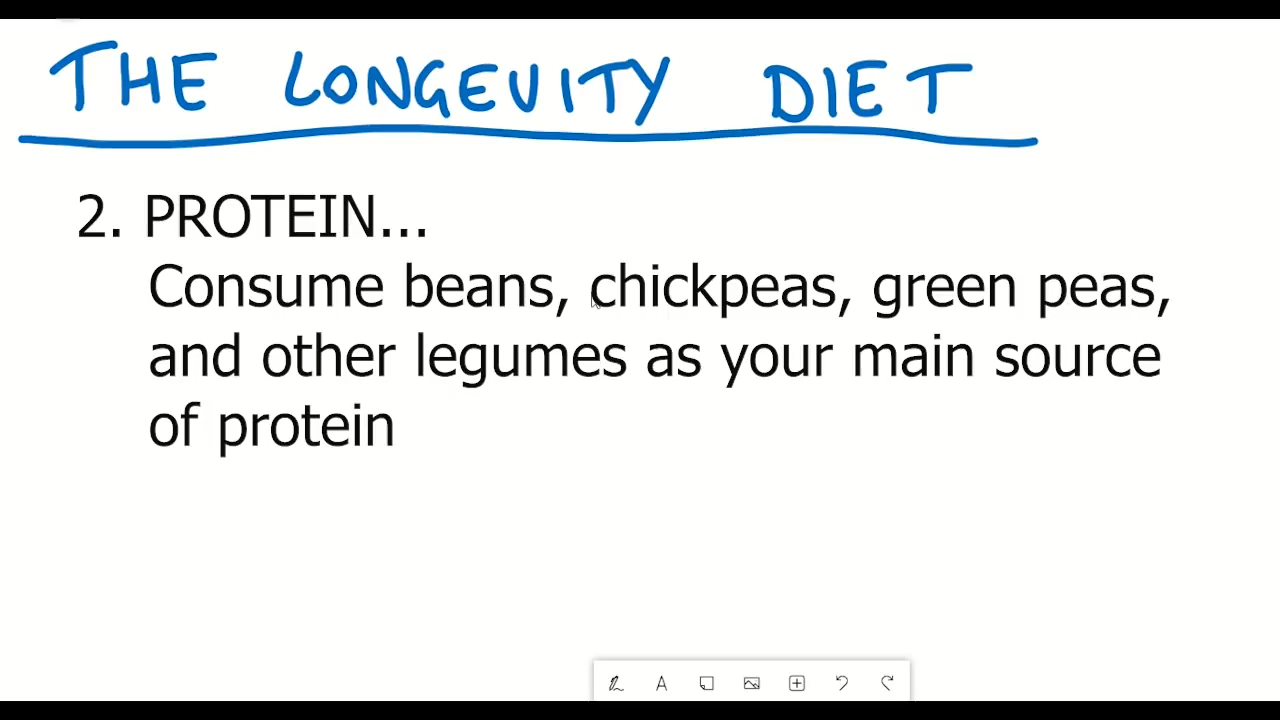 THE LONGEVITY DIET
2. PROTEIN...
Consume beans, chickpeas, green peas,
and other legumes as your main source
of protein
A